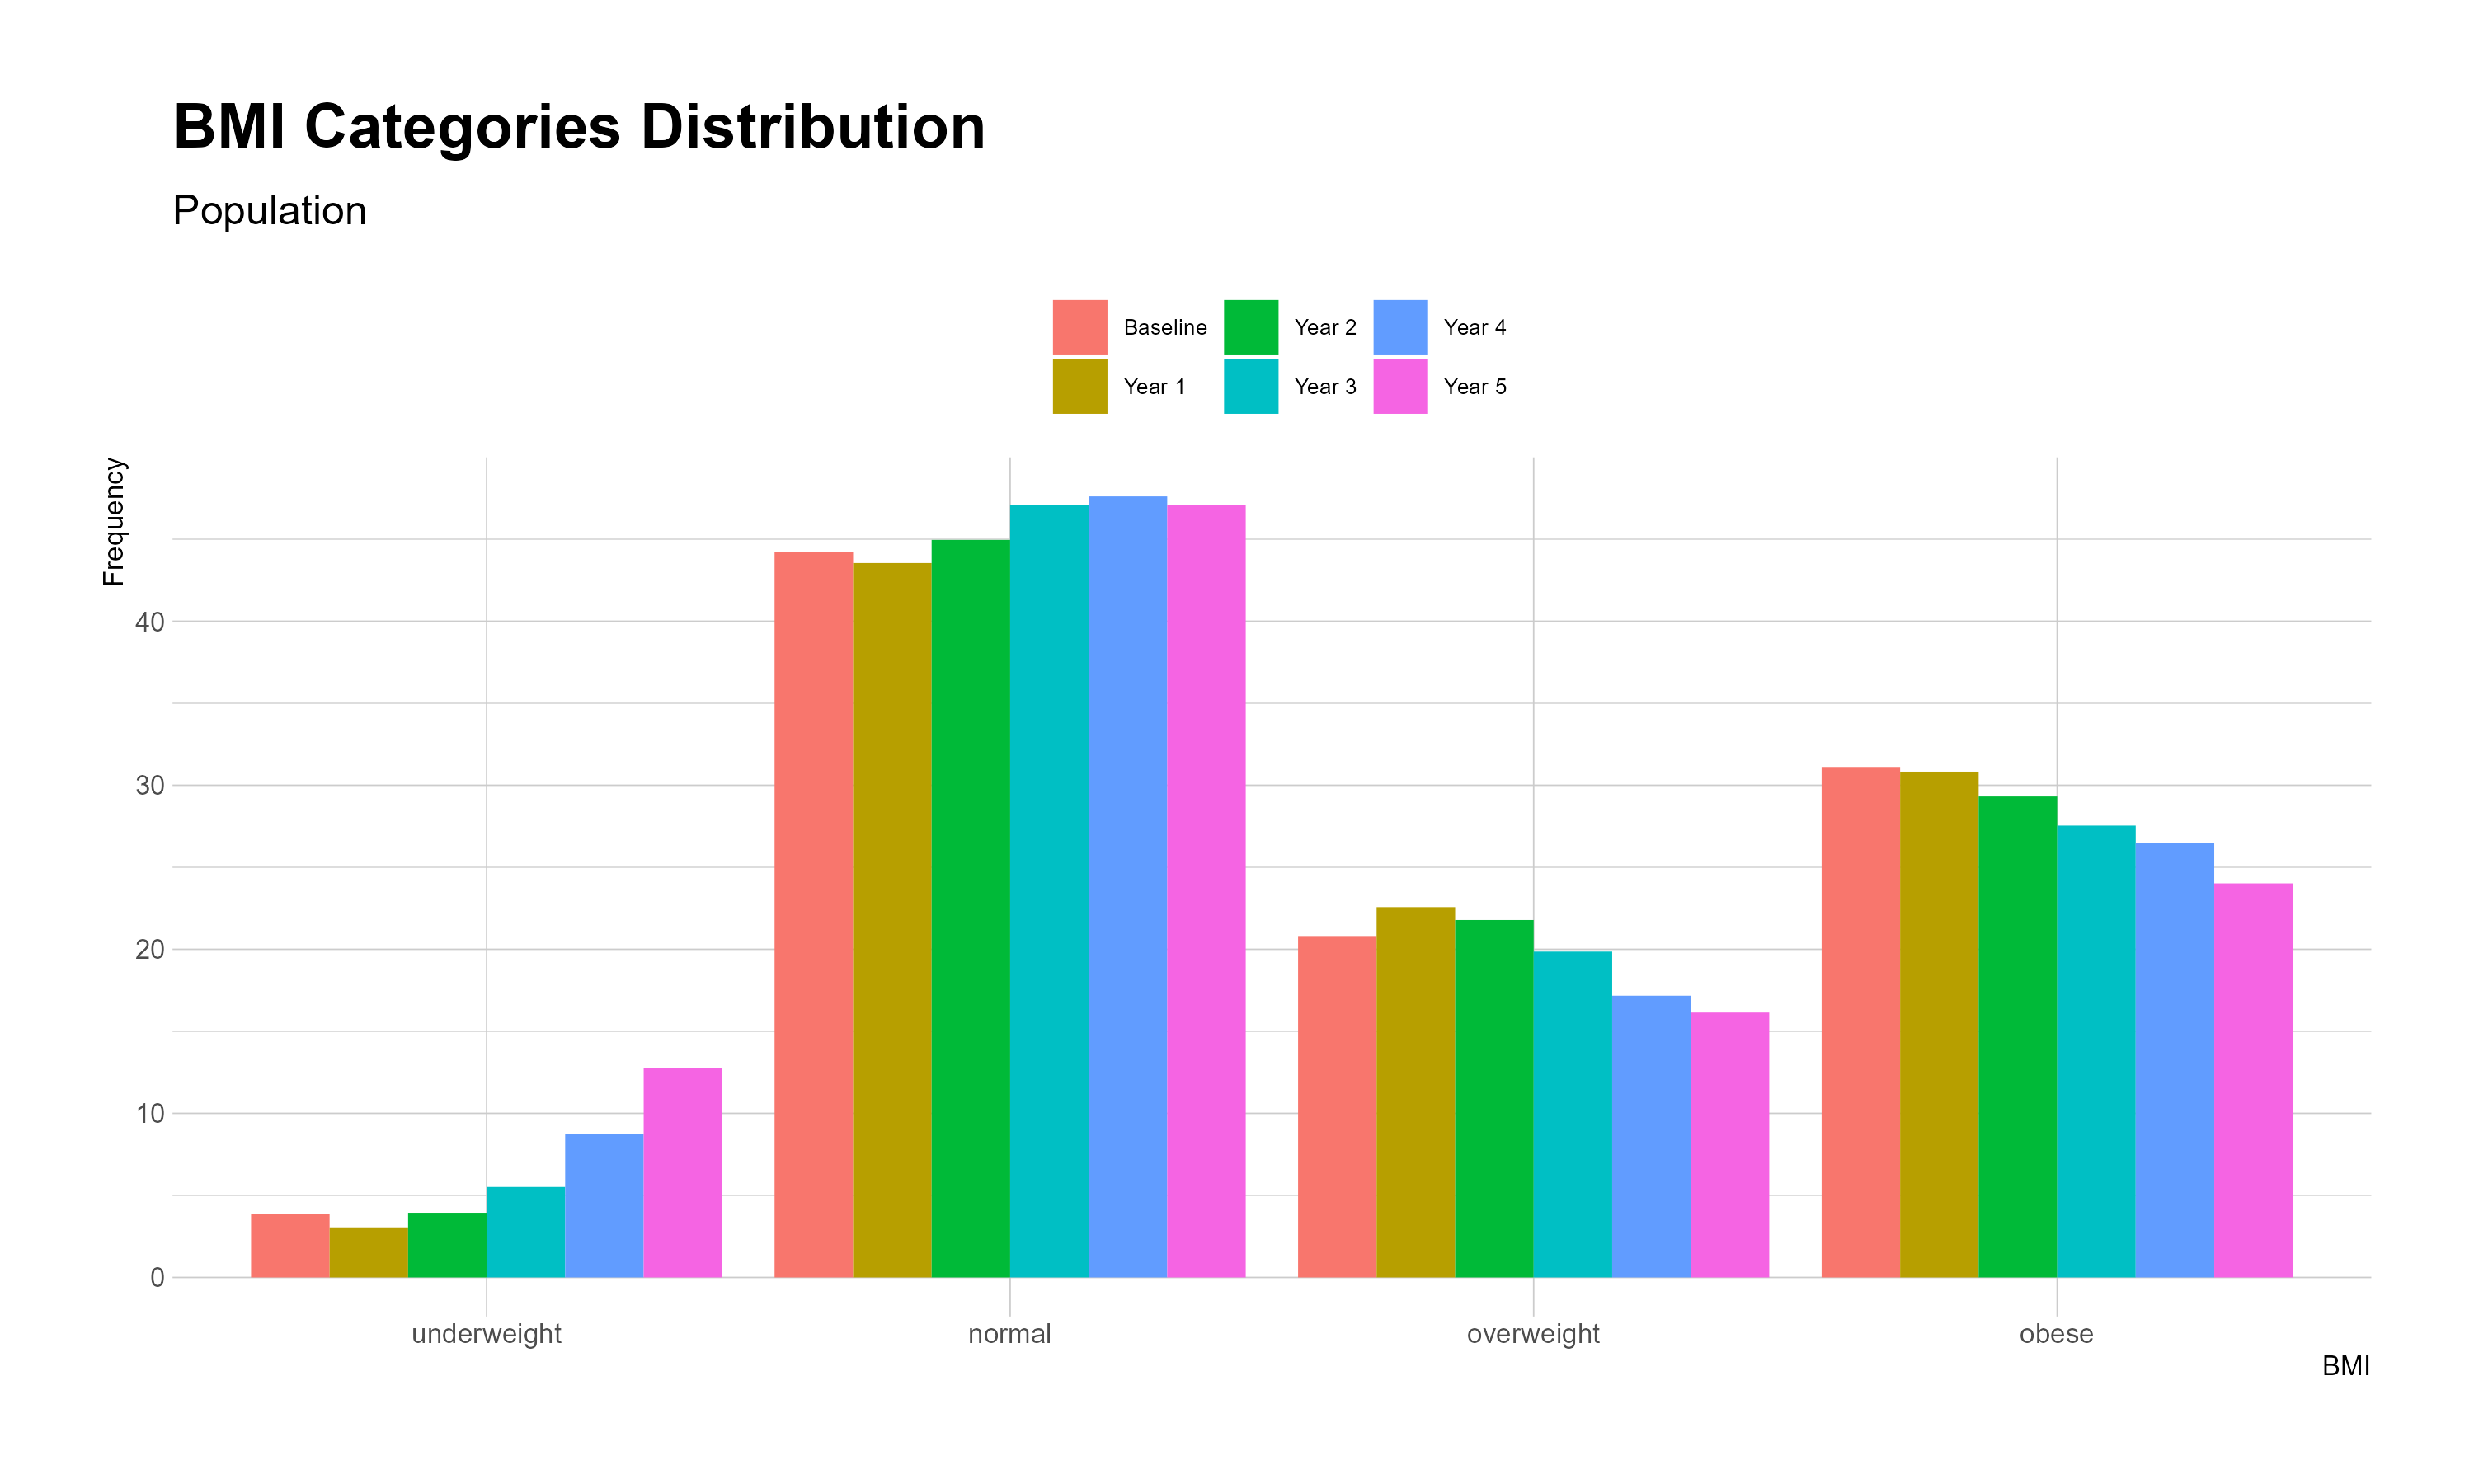 BMI Categories Distribution
Population
Baseline Year 2 Year 4
Year 1 Year 3 Year 5
Frequency
40
30
20
10
0
underweight normal overweight obese
BMI